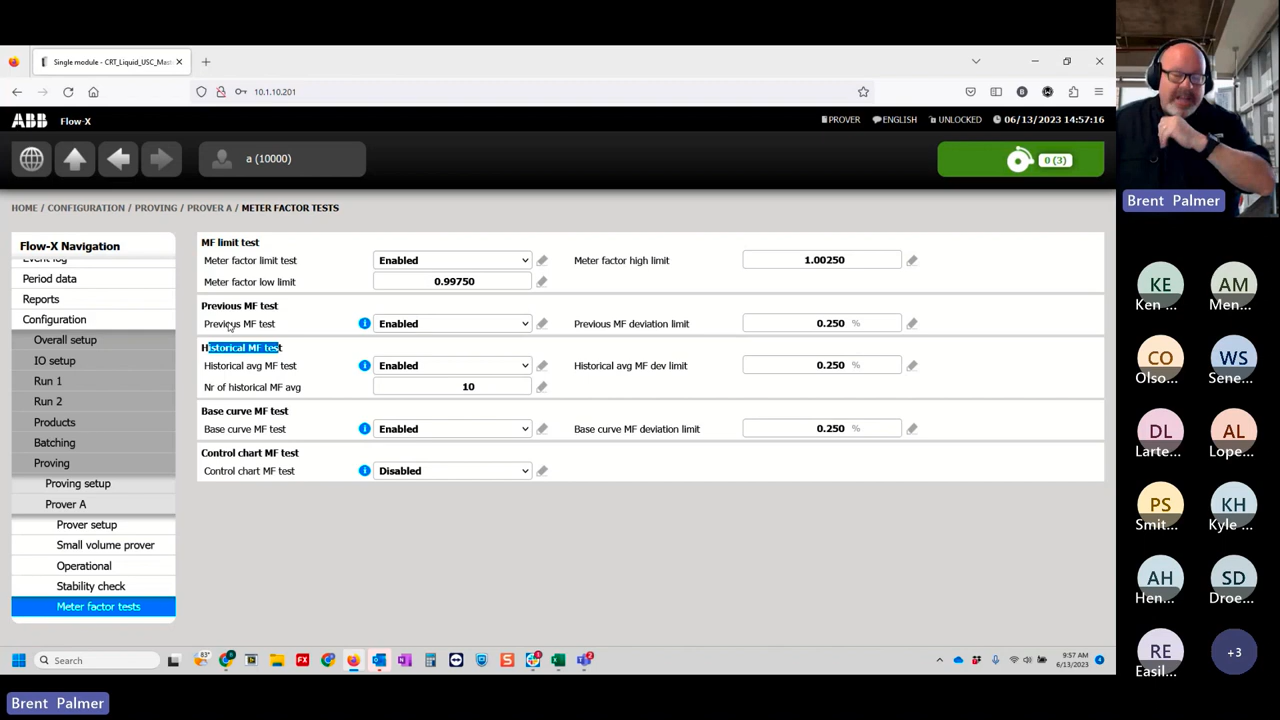 Single module - CRT_Liquid_USC_Mast
10.1.10.201
ABB Flow-X
PROVER ENGLISH UNLOCKED 06/13/2023 14:57:16
a (10000)
0 (3)
Brent Palmer
HOME / CONFIGURATION / PROVING / PROVER A / METER FACTOR TESTS
Flow-X Navigation
Event log
Period data
Reports
Configuration
Overall setup
IO setup
Run 1
Run 2
Products
Batching
Proving
Proving setup
Prover A
Prover setup
Small volume prover
Operational
Stability check
Meter factor tests
MF limit test
Meter factor limit test Enabled Meter factor high limit 1.00250
Meter factor low limit 0.99750
Previous MF test
Previous MF test Enabled Previous MF deviation limit 0.250 %
Historical MF test
Historical avg MF test Enabled Historical avg MF dev limit 0.250 %
Nr of historical MF avg 10
Base curve MF test
Base curve MF test Enabled Base curve MF deviation limit 0.250 %
Control chart MF test
Control chart MF test Disabled
KE AM
Ken ... Men...
CO WS
Olso... Sene...
DL AL
Larte... Lope...
PS KH
Smit... Kyle ...
AH SD
Hen... Droe...
RE +3
Easil...
83°
Search
FX
9:57 AM
6/13/2023
Brent Palmer